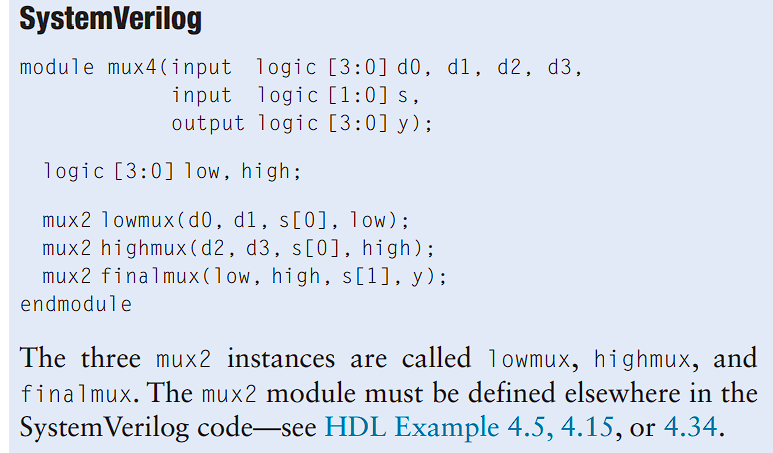 SystemVerilog
module mux4(input logic [3:0] d0, d1, d2, d3,
input logic [1:0] s,
output logic [3:0] y);
logic [3:0] low, high;
mux2 lowmux(d0, d1, s[0], low);
mux2 highmux(d2, d3, s[0], high);
mux2 finalmux(low, high, s[1], y);
endmodule
The three mux2 instances are called lowmux, highmux, and
finalmux. The mux2 module must be defined elsewhere in the
SystemVerilog code—see HDL Example 4.5, 4.15, or 4.34.